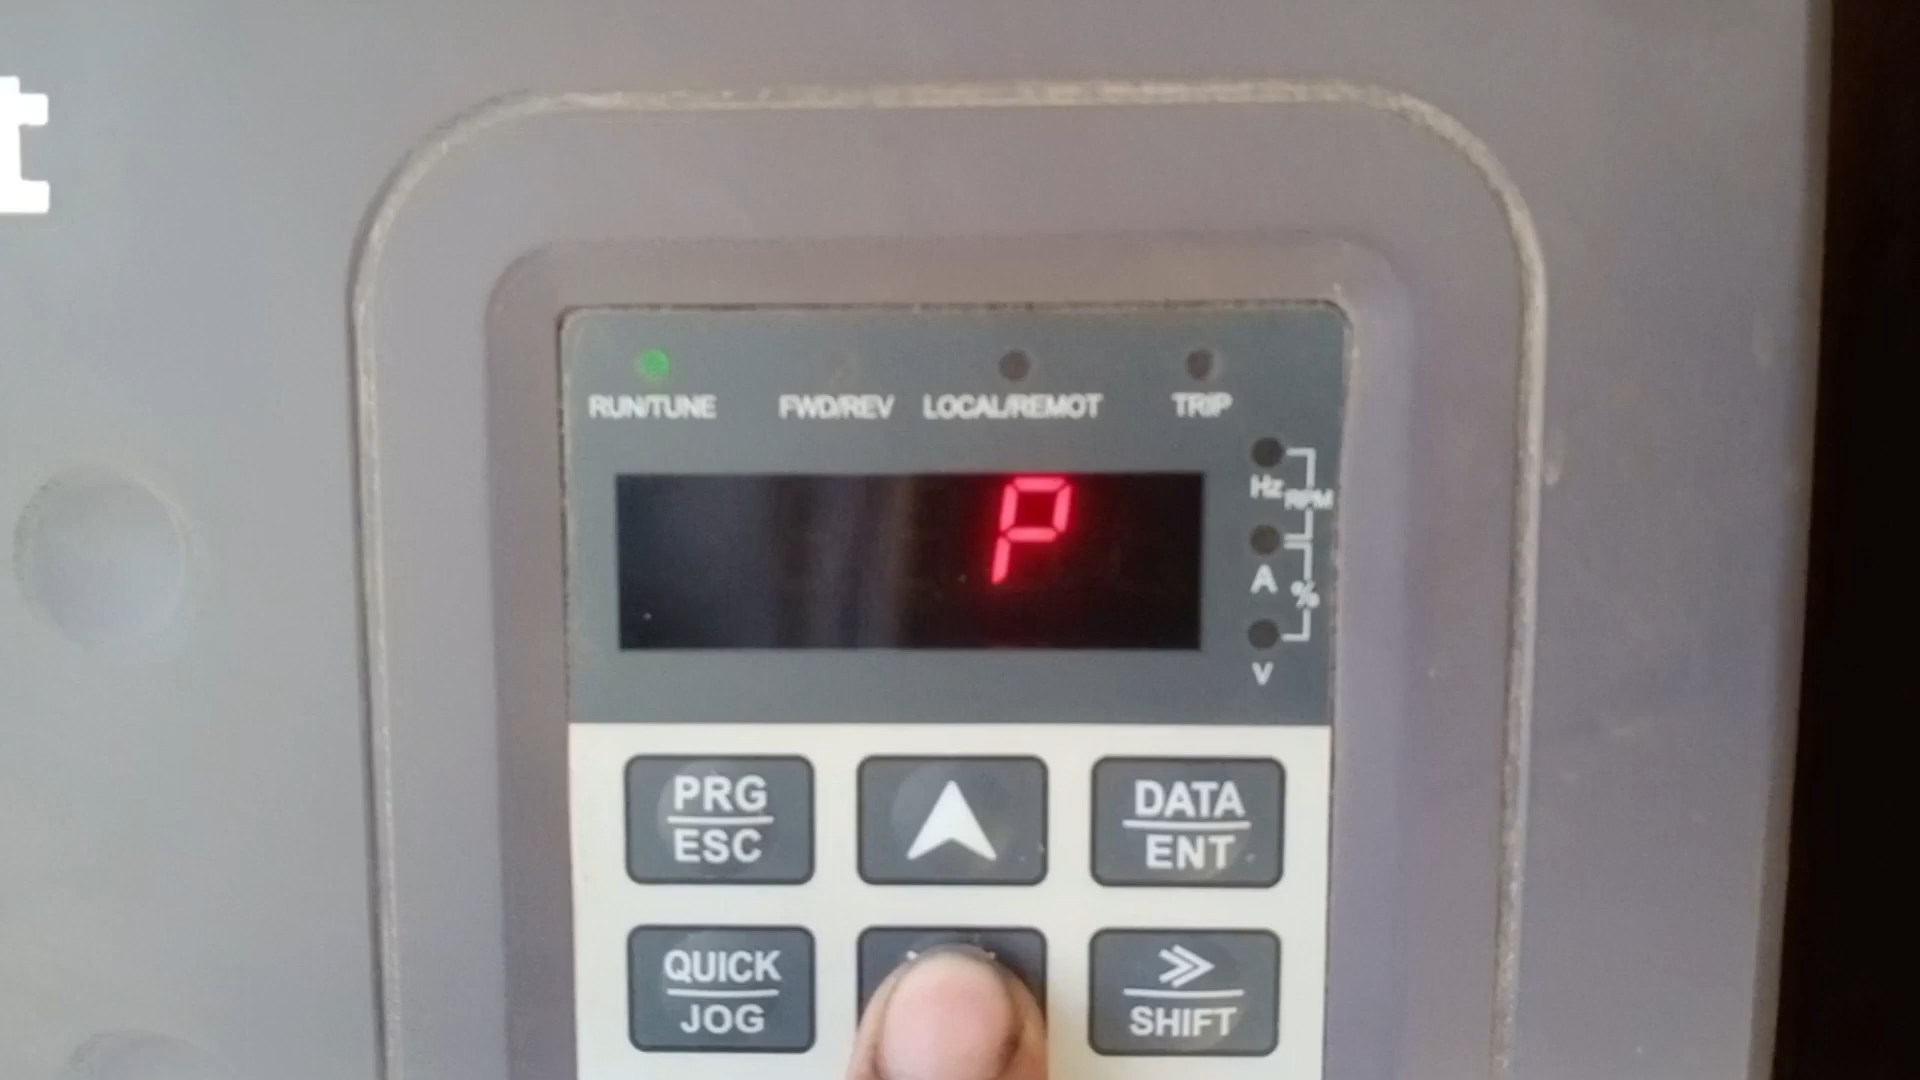 t
RUN/TUNE FWD/REV LOCAL/REMOT TRIP
P
Hz
RPM
A
%
V
PRG
ESC
DATA
ENT
QUICK
JOG
SHIFT